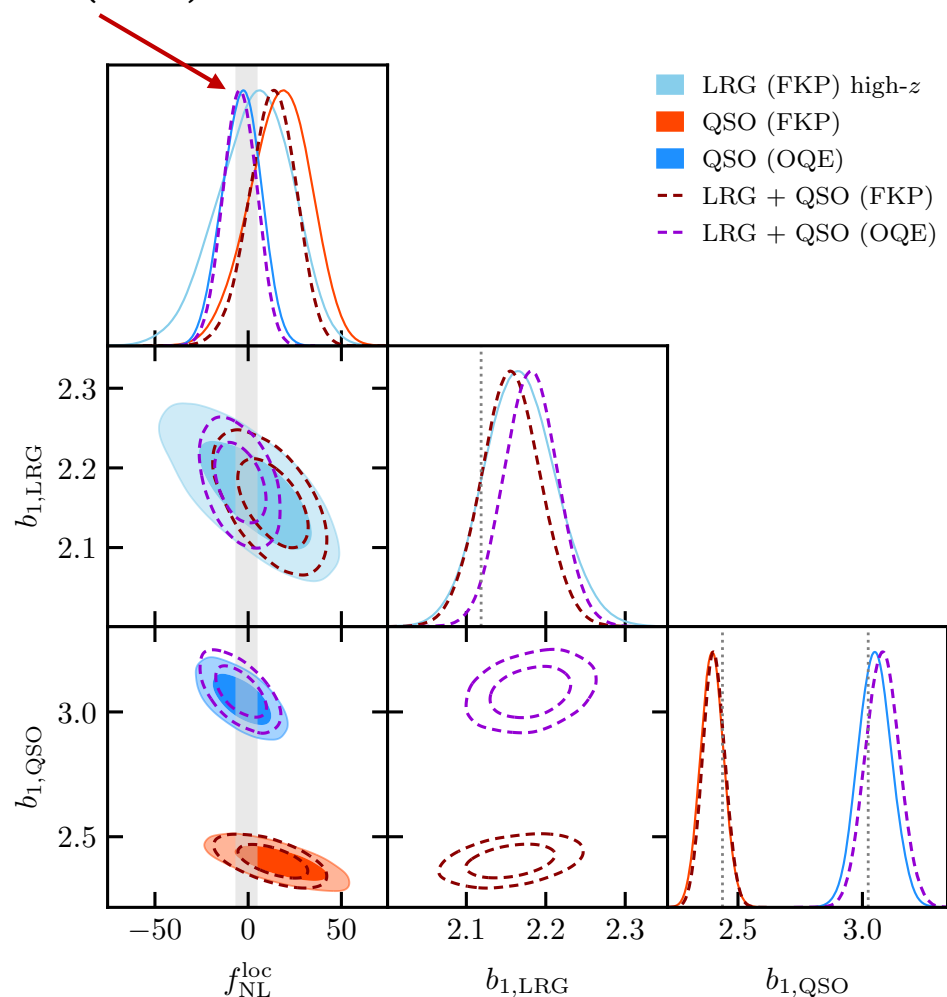 LRG (FKP) high-z
QSO (FKP)
QSO (OQE)
LRG + QSO (FKP)
LRG + QSO (OQE)
2.3
2.2
2.1
b1,LRG
3.0
2.5
b1,QSO
−50 0 50
2.1 2.2 2.3
2.5 3.0
f^loc_NL
b1,LRG
b1,QSO